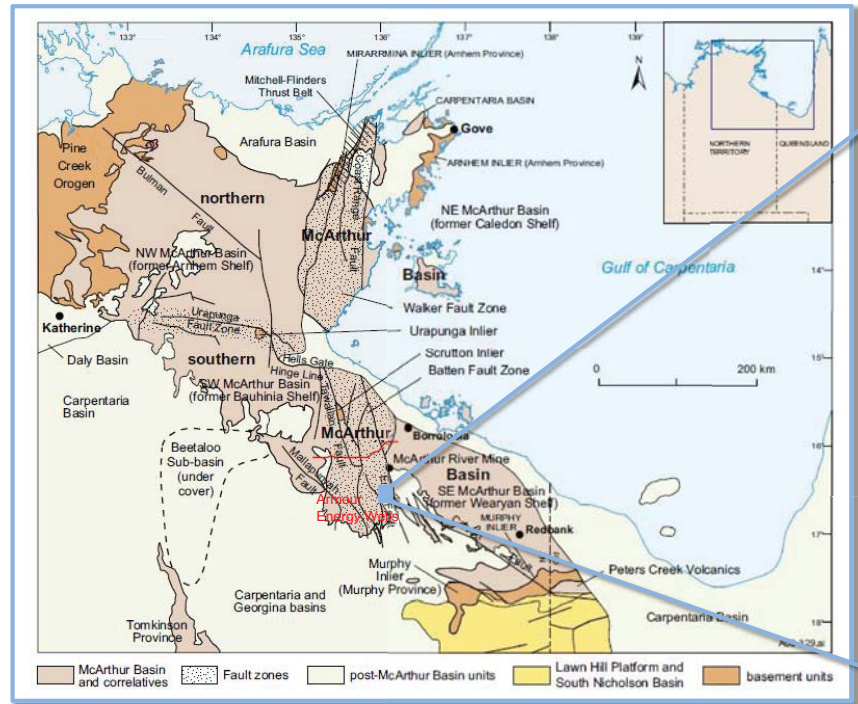 133°
134°
135°
136°
137°
138°
139°
Arafura Sea
MIRARRMINA INLIER (Arnhem Province)
Mitchell-Flinders
Thrust Belt
CARPENTARIA BASIN
N
Gove
Arafura Basin
Pine
Creek
Orogen
ARNHEM INLIER (Arnhem Province)
NORTHERN
TERRITORY
QUEENSLAND
Bulman
Fault
northern
NE McArthur Basin
(former Caledon Shelf)
McArthur
Fault
NW McArthur Basin
(former Arnhem Shelf)
Basin
Gulf of Carpentaria
14°
Walker Fault Zone
Urapunga
Fault Zone
Urapunga Inlier
Katherine
Daly Basin
southern
Scrutton Inlier
Hells Gate
Hinge Line
Batten Fault Zone
15°
0
200 km
SW McArthur Basin
(former Bauhinia Shelf)
Carpentaria
Basin
Tawallah
Fault
McArthur
Borroloola
Beetaloo
Sub-basin
(under
cover)
16°
McArthur River Mine
Basin
Mallapunyah
Fault
SE McArthur Basin
(former Wearyan Shelf)
Armour
Energy Wells
MURPHY
INLIER
Redbank
17°
Fault
Murphy
Inlier
(Murphy Province)
Peters Creek Volcanics
Carpentaria and
Georgina basins
Carpentaria Basin
Tomkinson
Province
18°
McArthur Basin
and correlatives
Fault zones
post-McArthur Basin units
Lawn Hill Platform and
South Nicholson Basin
basement units